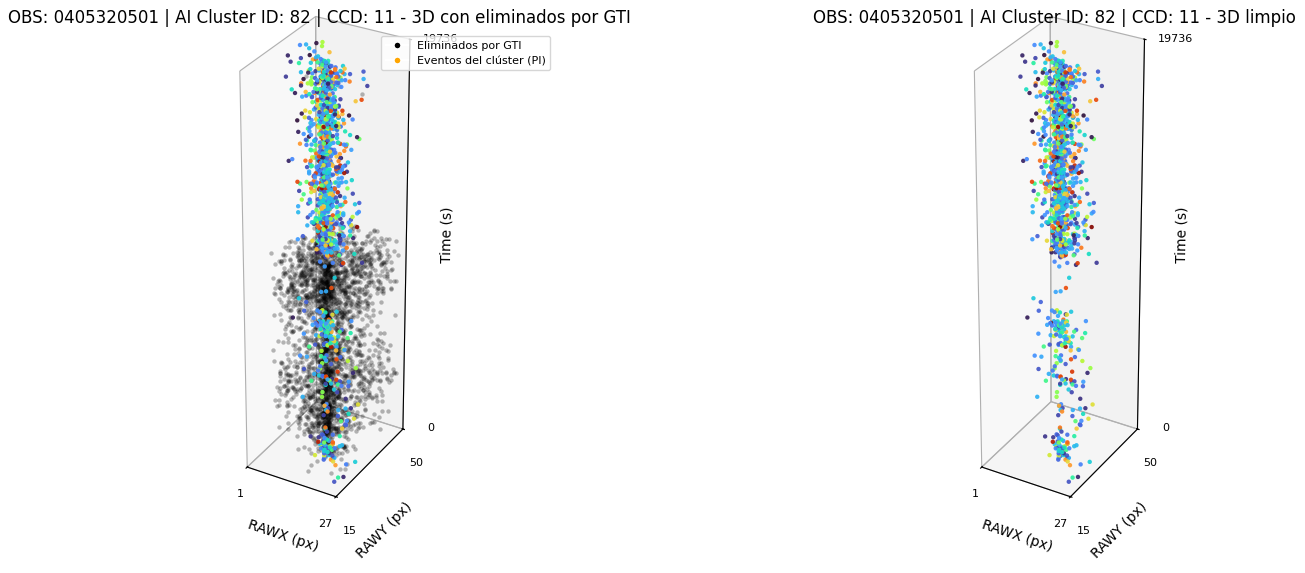 OBS: 0405320501 | AI Cluster ID: 82 | CCD: 11 - 3D con eliminados por GTI
19736
Eliminados por GTI
Eventos del clúster (PI)
Time (s)
0
50
1
27
15
RAWX (px)
RAWY (px)
OBS: 0405320501 | AI Cluster ID: 82 | CCD: 11 - 3D limpio
19736
Time (s)
0
50
1
27
15
RAWX (px)
RAWY (px)